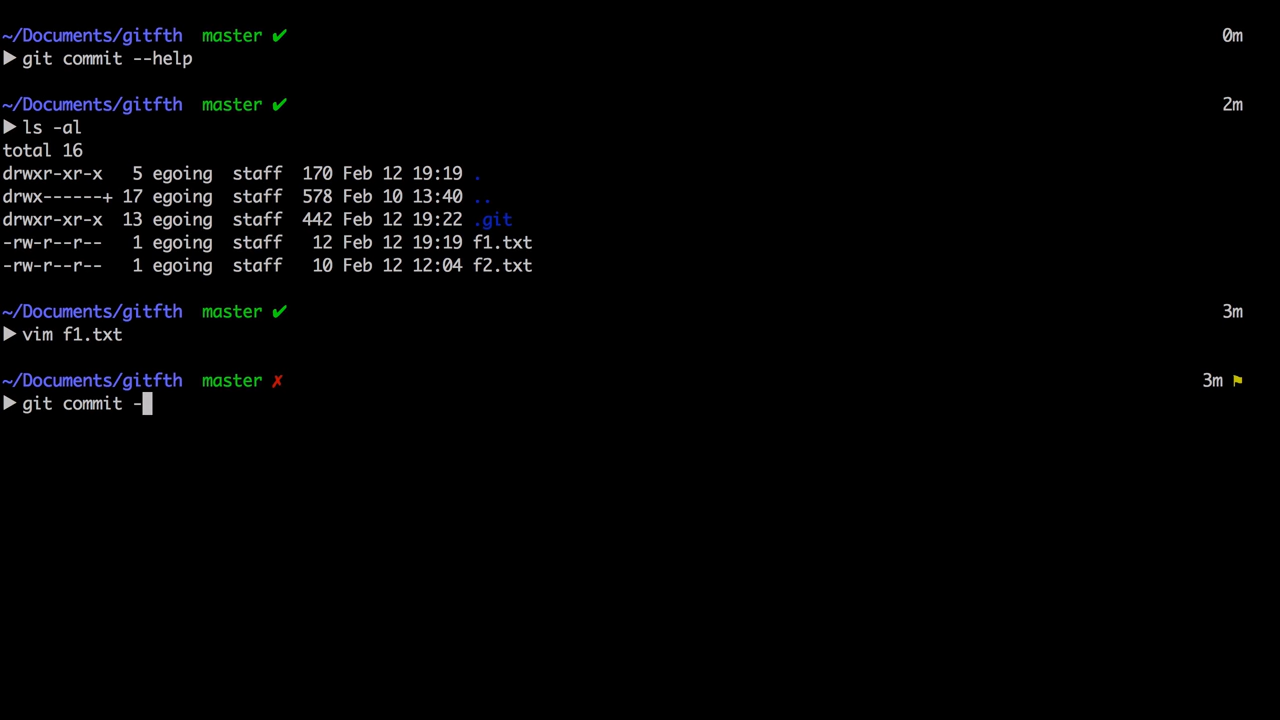 ~/Documents/gitfth  master ✔ 0m
▶ git commit --help
~/Documents/gitfth  master ✔ 2m
▶ ls -al
total 16
drwxr-xr-x   5 egoing  staff  170 Feb 12 19:19 .
drwx------+ 17 egoing  staff  578 Feb 10 13:40 ..
drwxr-xr-x  13 egoing  staff  442 Feb 12 19:22 .git
-rw-r--r--   1 egoing  staff   12 Feb 12 19:19 f1.txt
-rw-r--r--   1 egoing  staff   10 Feb 12 12:04 f2.txt
~/Documents/gitfth  master ✔ 3m
▶ vim f1.txt
~/Documents/gitfth  master ✗ 3m ⚑
▶ git commit -